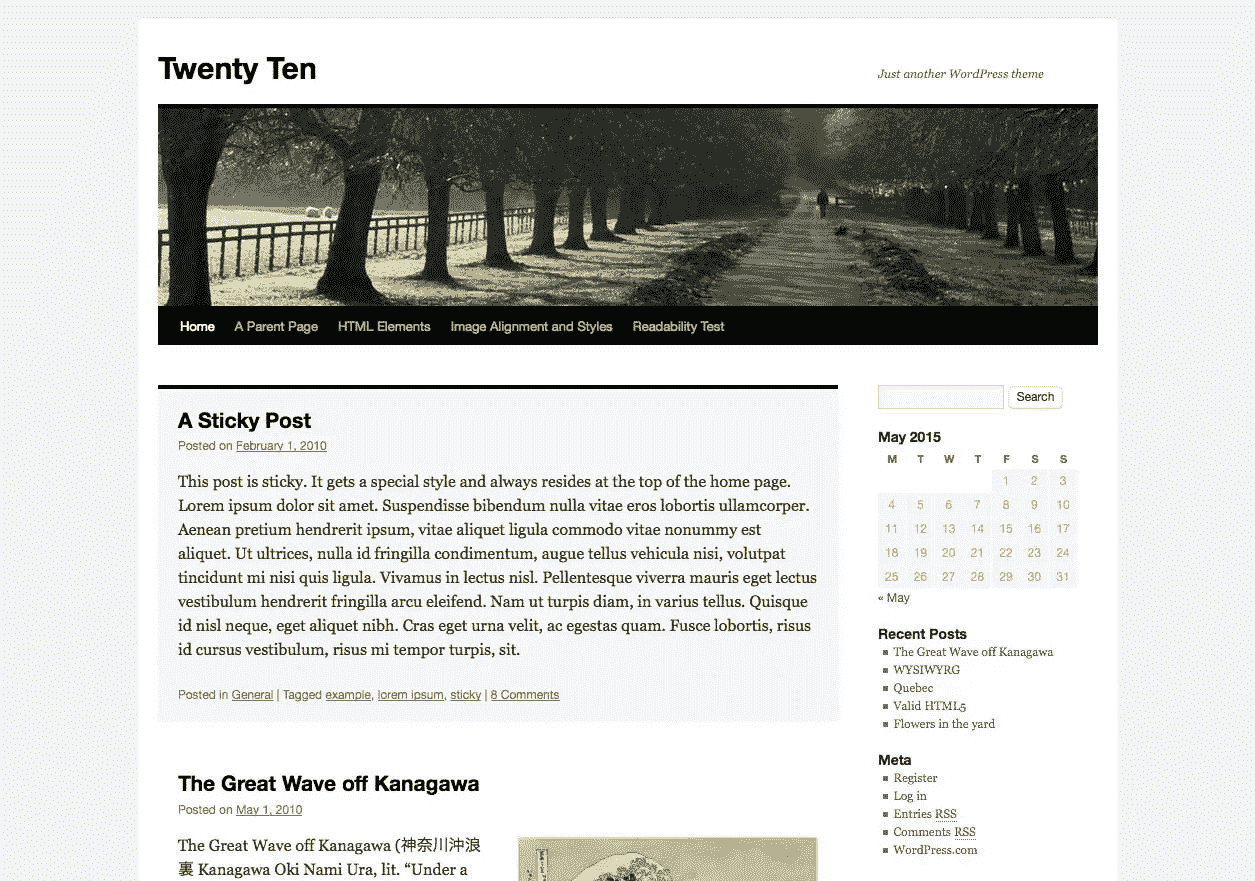 Twenty Ten
Just another WordPress theme
Home A Parent Page HTML Elements Image Alignment and Styles Readability Test
A Sticky Post
Posted on February 1, 2010
This post is sticky. It gets a special style and always resides at the top of the home page.
Lorem ipsum dolor sit amet. Suspendisse bibendum nulla vitae eros lobortis ullamcorper.
Aenean pretium hendrerit ipsum, vitae aliquet ligula commodo vitae nonummy est
aliquet. Ut ultrices, nulla id fringilla condimentum, augue tellus vehicula nisi, volutpat
tincidunt mi nisi quis ligula. Vivamus in lectus nisl. Pellentesque viverra mauris eget lectus
vestibulum hendrerit fringilla arcu eleifend. Nam ut turpis diam, in varius tellus. Quisque
id nisl neque, eget aliquet nibh. Cras eget urna velit, ac egestas quam. Fusce lobortis, risus
id cursus vestibulum, risus mi tempor turpis, sit.
Posted in General | Tagged example, lorem ipsum, sticky | 8 Comments
The Great Wave off Kanagawa
Posted on May 1, 2010
The Great Wave off Kanagawa (神奈川沖浪
裏 Kanagawa Oki Nami Ura, lit. “Under a
Search
May 2015
M T W T F S S
1 2 3
4 5 6 7 8 9 10
11 12 13 14 15 16 17
18 19 20 21 22 23 24
25 26 27 28 29 30 31
« May
Recent Posts
The Great Wave off Kanagawa
WYSIWYRG
Quebec
Valid HTML5
Flowers in the yard
Meta
Register
Log in
Entries RSS
Comments RSS
WordPress.com